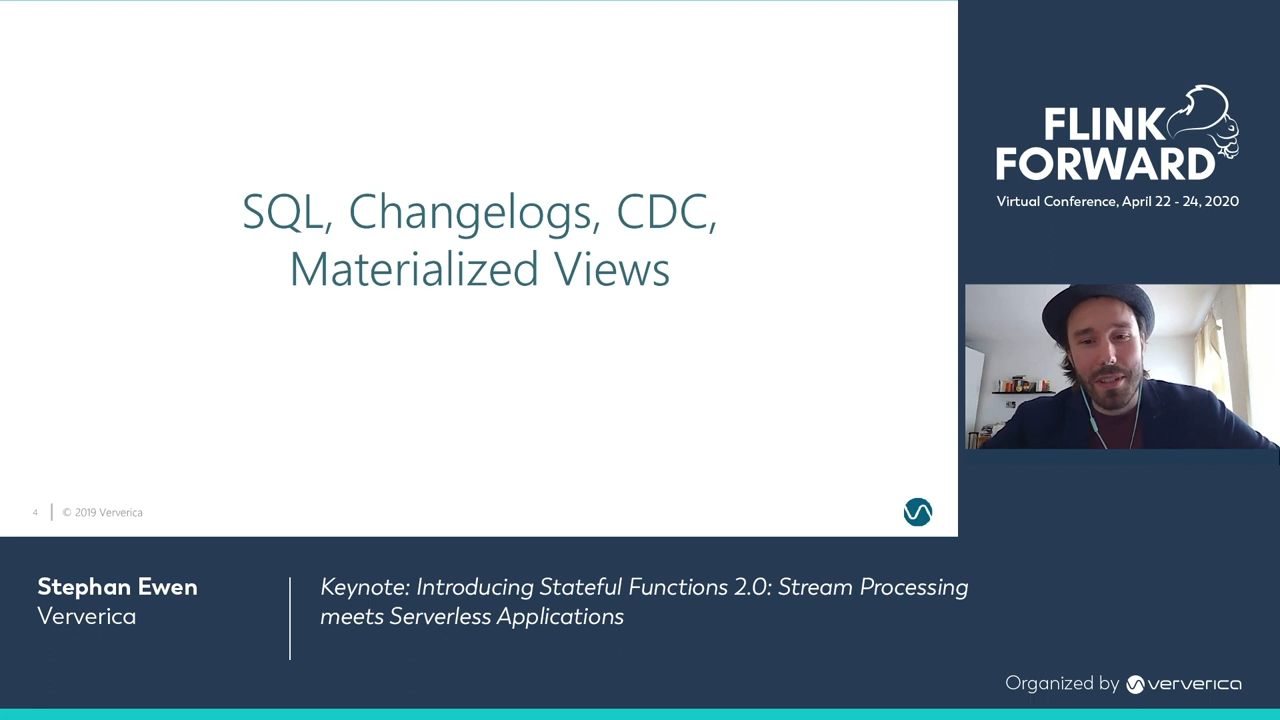 SQL, Changelogs, CDC,
Materialized Views
4 | © 2019 Ververica
FLINK
FORWARD
Virtual Conference, April 22 - 24, 2020
Stephan Ewen
Ververica
Keynote: Introducing Stateful Functions 2.0: Stream Processing
meets Serverless Applications
Organized by ververica